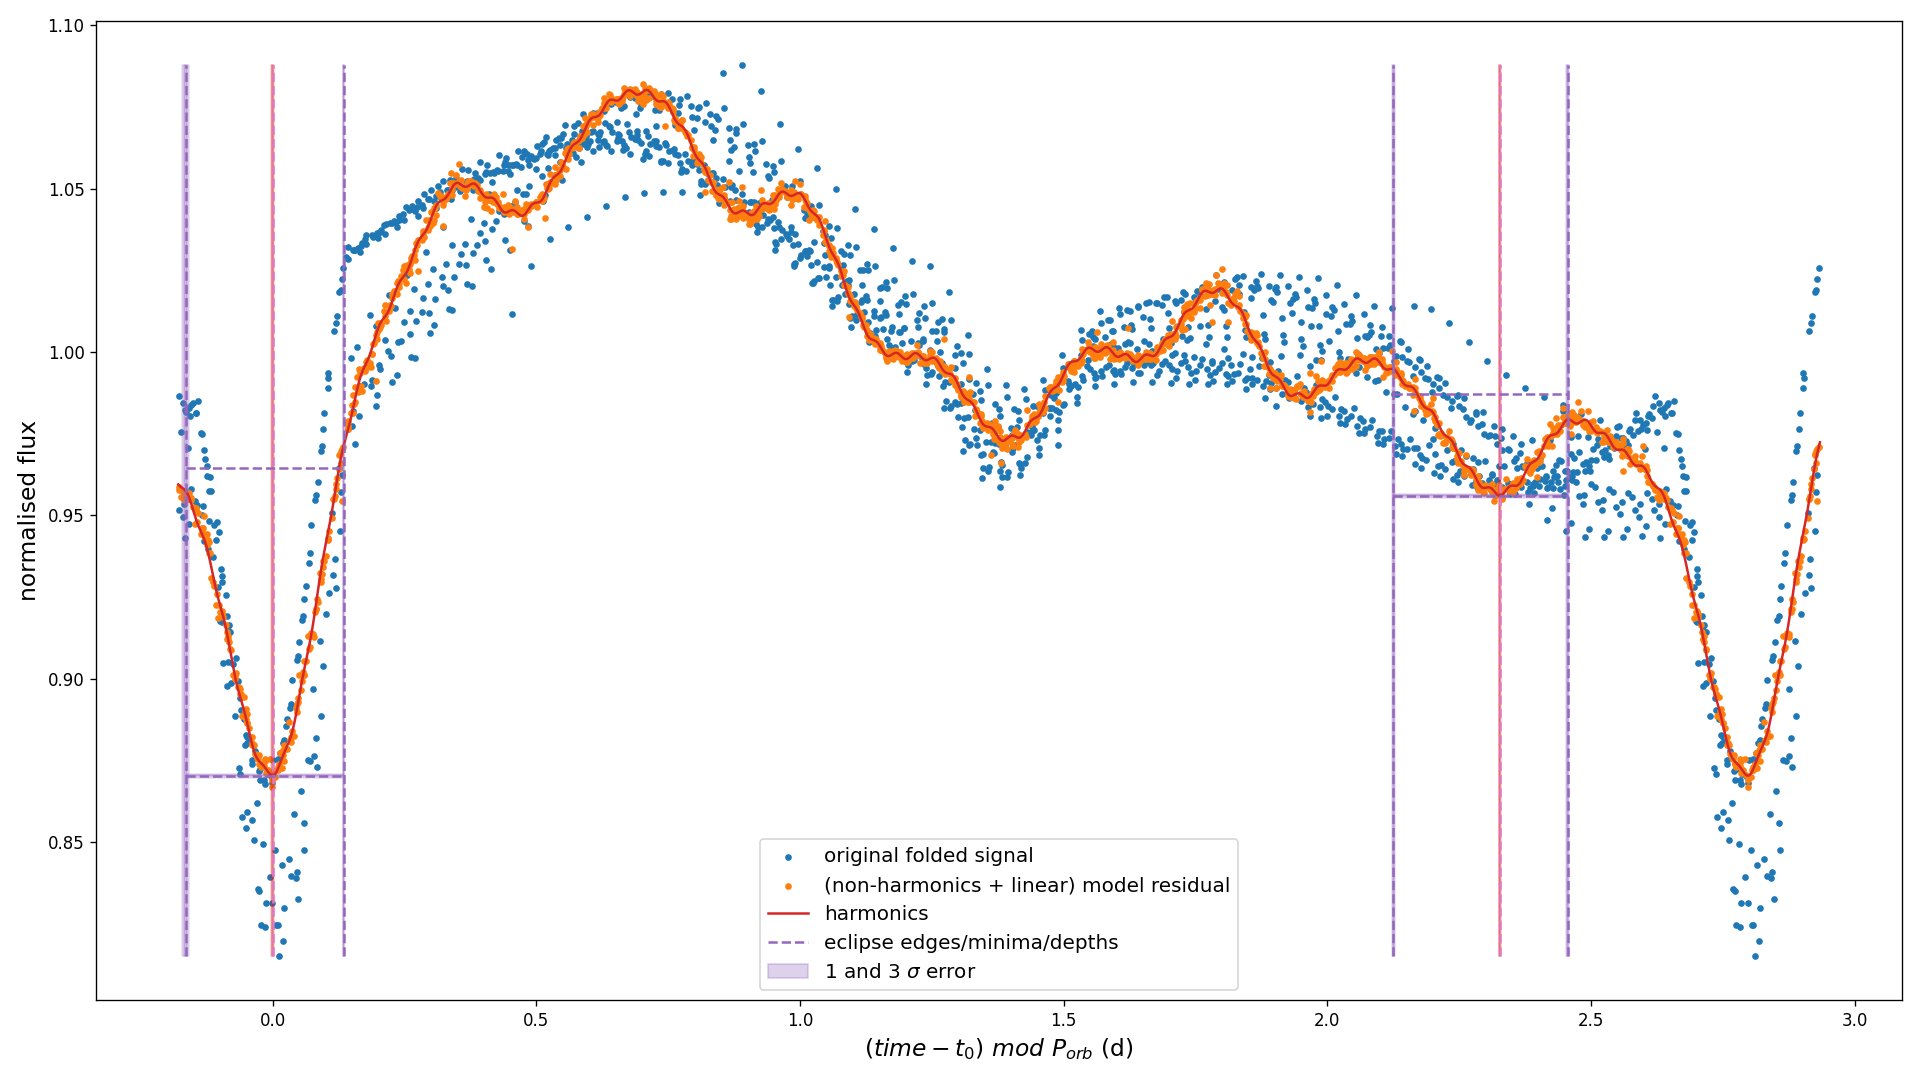 normalised flux
1.10
1.05
1.00
0.95
0.90
0.85
original folded signal
(non-harmonics + linear) model residual
harmonics
eclipse edges/minima/depths
1 and 3 σ error
0.0 0.5 1.0 1.5 2.0 2.5 3.0
(time − t₀) mod P_orb (d)